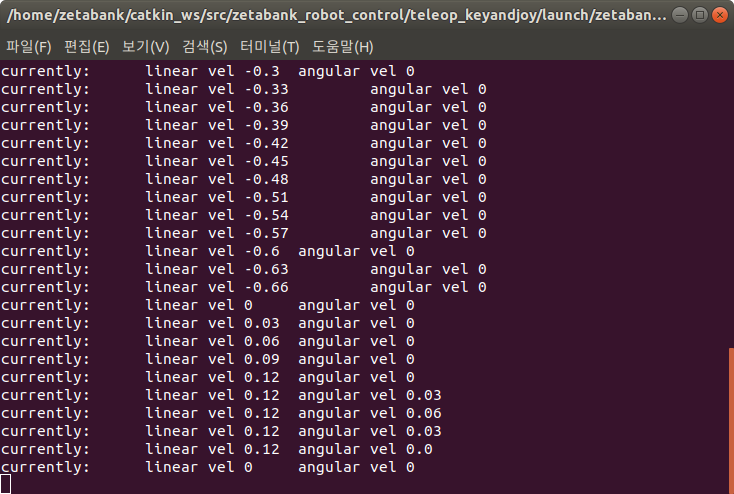 /home/zetabank/catkin_ws/src/zetabank_robot_control/teleop_keyandjoy/launch/zetaban...
파일(F) 편집(E) 보기(V) 검색(S) 터미널(T) 도움말(H)
currently: linear vel -0.3 angular vel 0
currently: linear vel -0.33 angular vel 0
currently: linear vel -0.36 angular vel 0
currently: linear vel -0.39 angular vel 0
currently: linear vel -0.42 angular vel 0
currently: linear vel -0.45 angular vel 0
currently: linear vel -0.48 angular vel 0
currently: linear vel -0.51 angular vel 0
currently: linear vel -0.54 angular vel 0
currently: linear vel -0.57 angular vel 0
currently: linear vel -0.6 angular vel 0
currently: linear vel -0.63 angular vel 0
currently: linear vel -0.66 angular vel 0
currently: linear vel 0 angular vel 0
currently: linear vel 0.03 angular vel 0
currently: linear vel 0.06 angular vel 0
currently: linear vel 0.09 angular vel 0
currently: linear vel 0.12 angular vel 0
currently: linear vel 0.12 angular vel 0.03
currently: linear vel 0.12 angular vel 0.06
currently: linear vel 0.12 angular vel 0.03
currently: linear vel 0.12 angular vel 0.0
currently: linear vel 0 angular vel 0